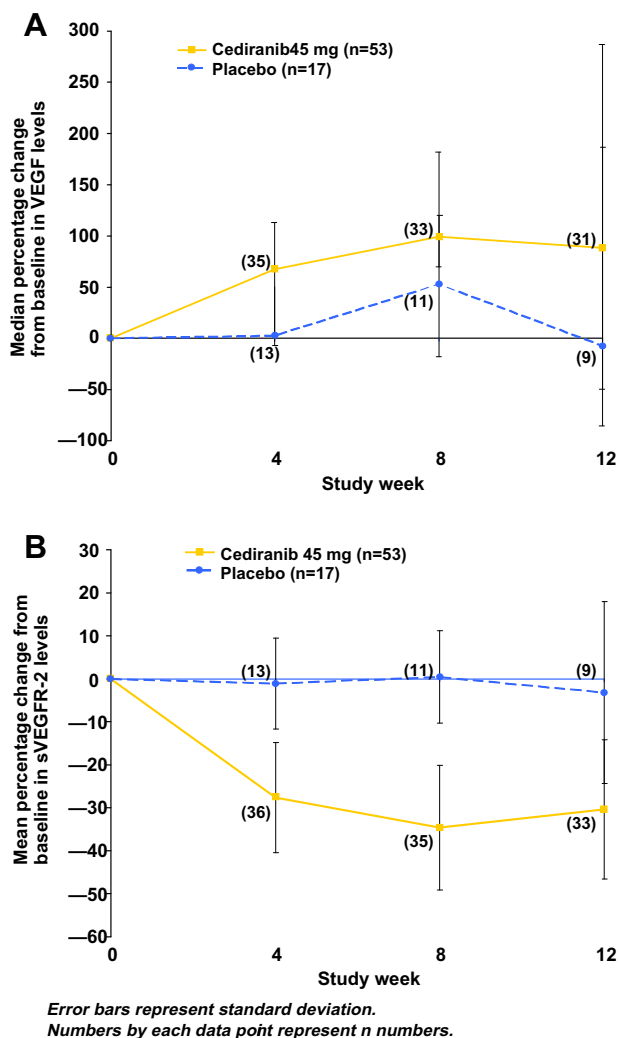 A
300
250
200
150
100
50
0
—50
—100
Median percentage change
from baseline in VEGF levels
Cediranib45 mg (n=53)
Placebo (n=17)
(35)
(33)
(31)
(13)
(11)
(9)
0
4
8
12
Study week
B
30
20
10
0
—10
—20
—30
—40
—50
—60
Mean percentage change from
baseline in sVEGFR-2 levels
Cediranib 45 mg (n=53)
Placebo (n=17)
(13)
(11)
(9)
(36)
(35)
(33)
0
4
8
12
Study week
Error bars represent standard deviation.
Numbers by each data point represent n numbers.